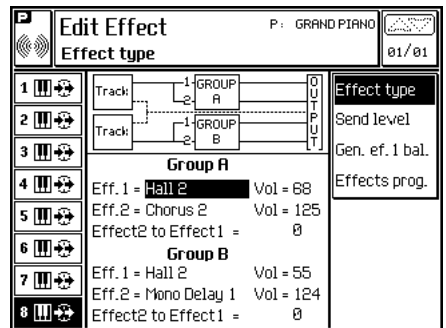 P
Edit Effect
P: GRAND PIANO
Effect type
01/01
1
2
3
4
5
6
7
8
Track
1 GROUP
2 A
Track
1 GROUP
2 B
OUTPUT
Group A
Eff.1 = Hall 2 Vol = 68
Eff.2 = Chorus 2 Vol = 125
Effect2 to Effect1 = 0
Group B
Eff.1 = Hall 2 Vol = 55
Eff.2 = Mono Delay 1 Vol = 124
Effect2 to Effect1 = 0
Effect type
Send level
Gen. ef.1 bal.
Effects prog.